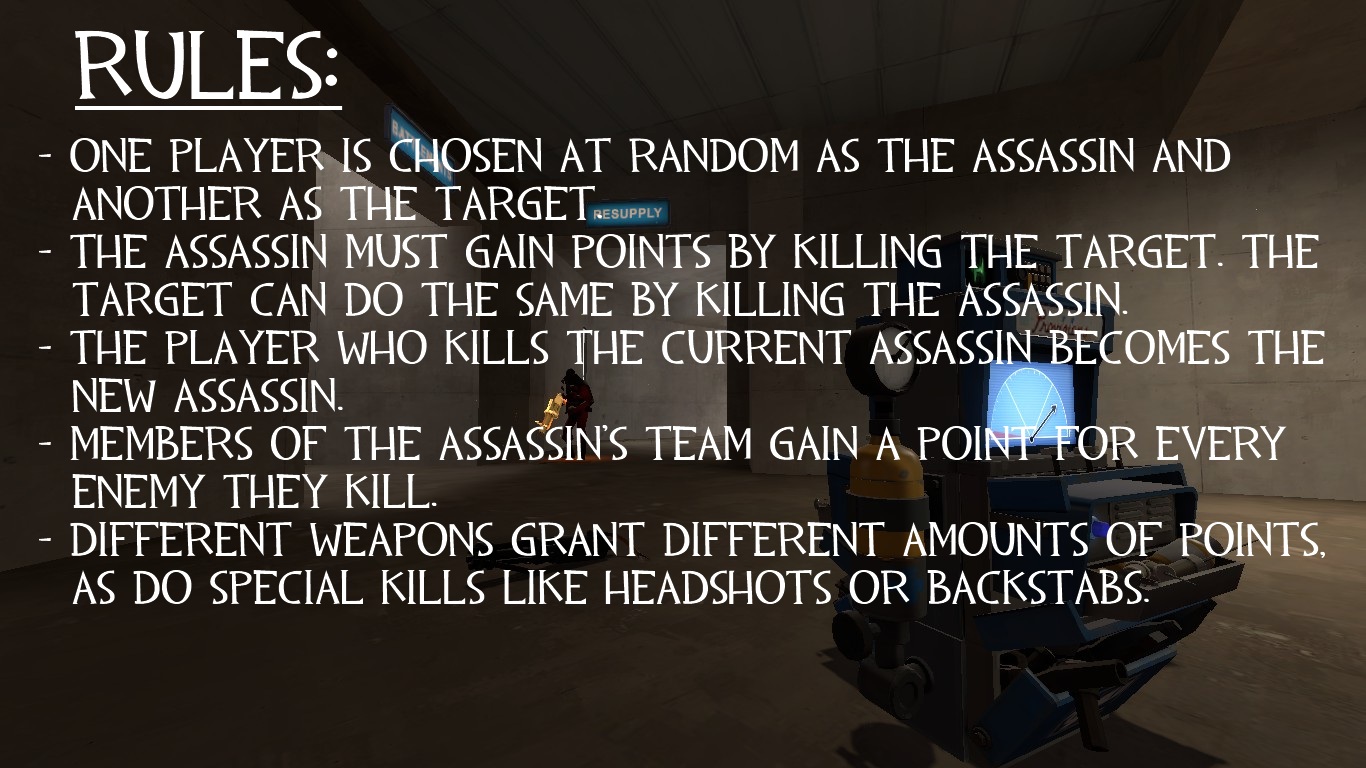 RULES:
- ONE PLAYER IS CHOSEN AT RANDOM AS THE ASSASSIN AND
ANOTHER AS THE TARGET.
RESUPPLY
- THE ASSASSIN MUST GAIN POINTS BY KILLING THE TARGET. THE
TARGET CAN DO THE SAME BY KILLING THE ASSASSIN.
- THE PLAYER WHO KILLS THE CURRENT ASSASSIN BECOMES THE
NEW ASSASSIN.
- MEMBERS OF THE ASSASSIN'S TEAM GAIN A POINT FOR EVERY
ENEMY THEY KILL.
- DIFFERENT WEAPONS GRANT DIFFERENT AMOUNTS OF POINTS,
AS DO SPECIAL KILLS LIKE HEADSHOTS OR BACKSTABS.